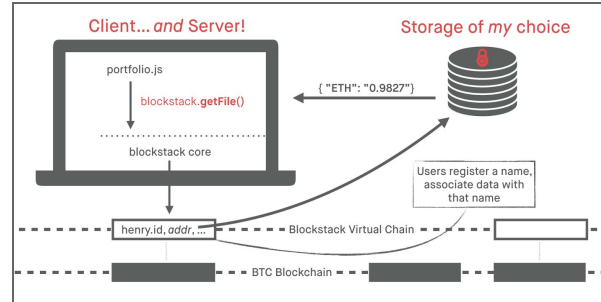 Client... and Server!
Storage of my choice
portfolio.js
blockstack.getFile()
{ "ETH": "0.9827"}
blockstack core
Users register a name,
associate data with
that name
henry.id, addr, ...
Blockstack Virtual Chain
BTC Blockchain